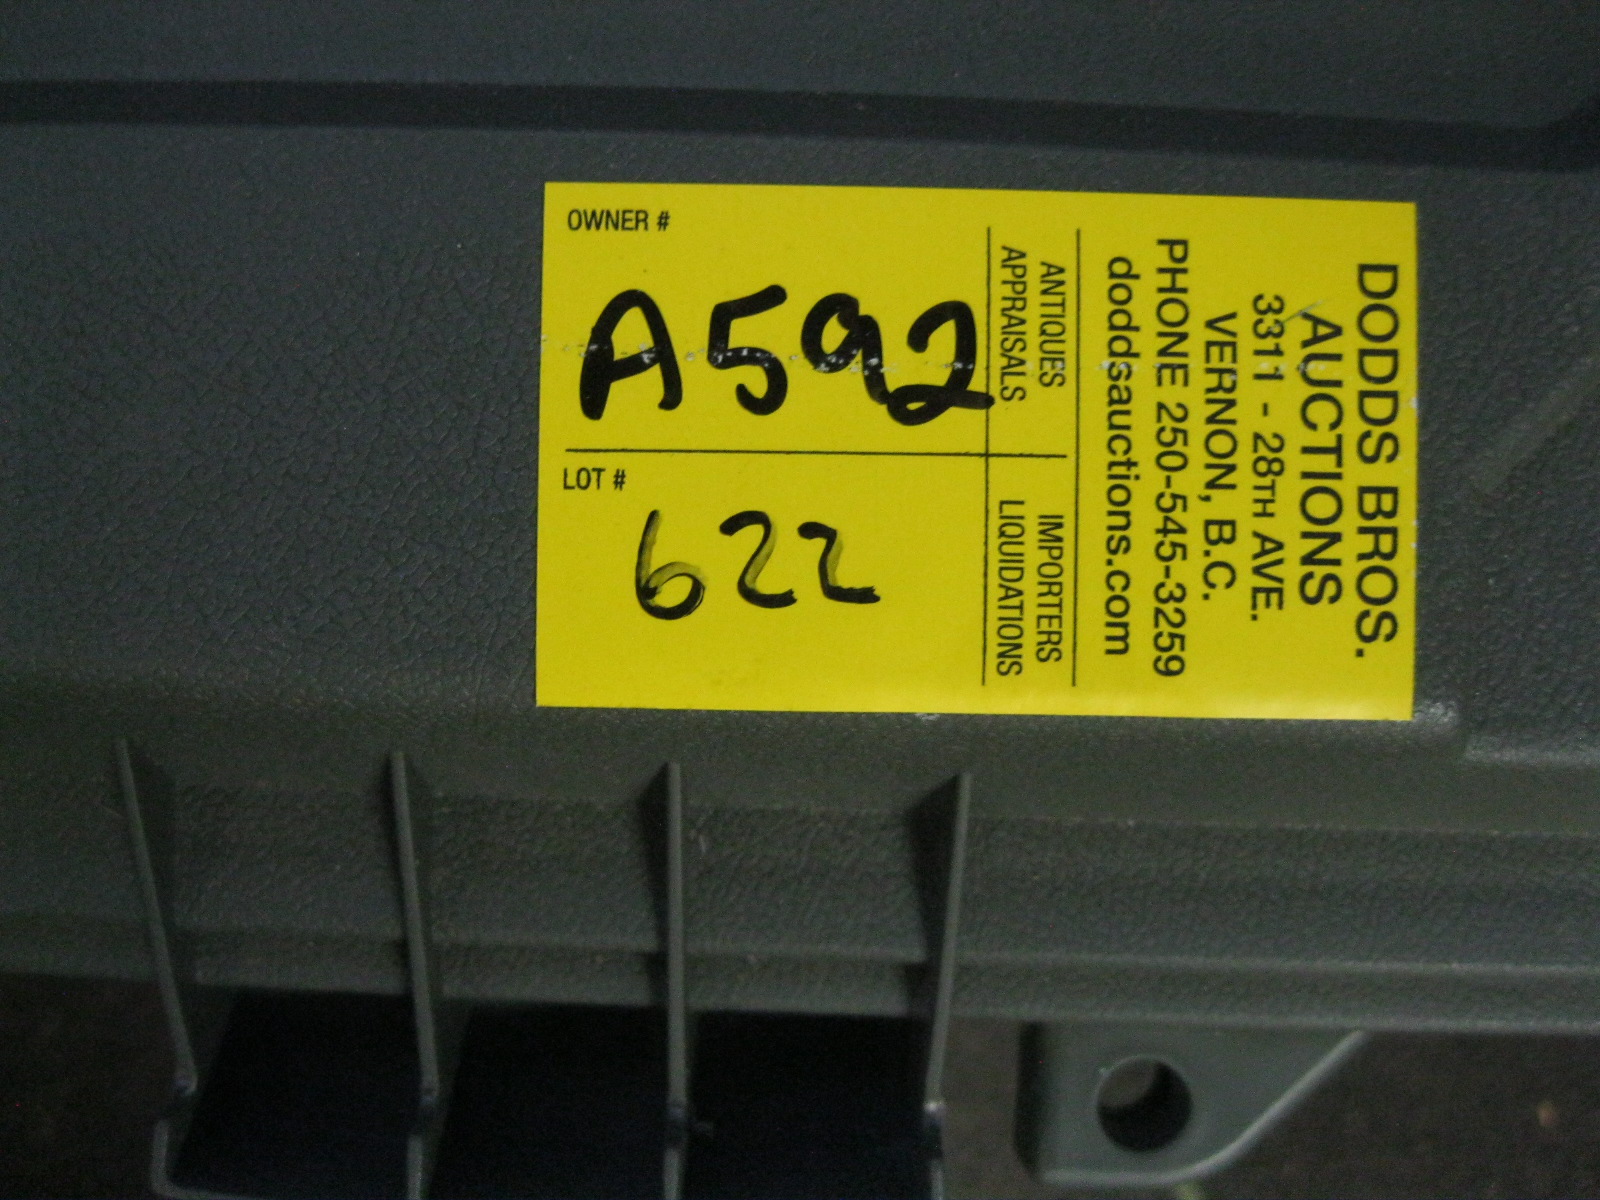 DODDS BROS.
AUCTIONS
3311 - 28TH AVE.
VERNON, B.C.
PHONE 250-545-3259
doddsauctions.com
ANTIQUES
APPRAISALS
IMPORTERS
LIQUIDATIONS
OWNER #
A592
LOT #
622